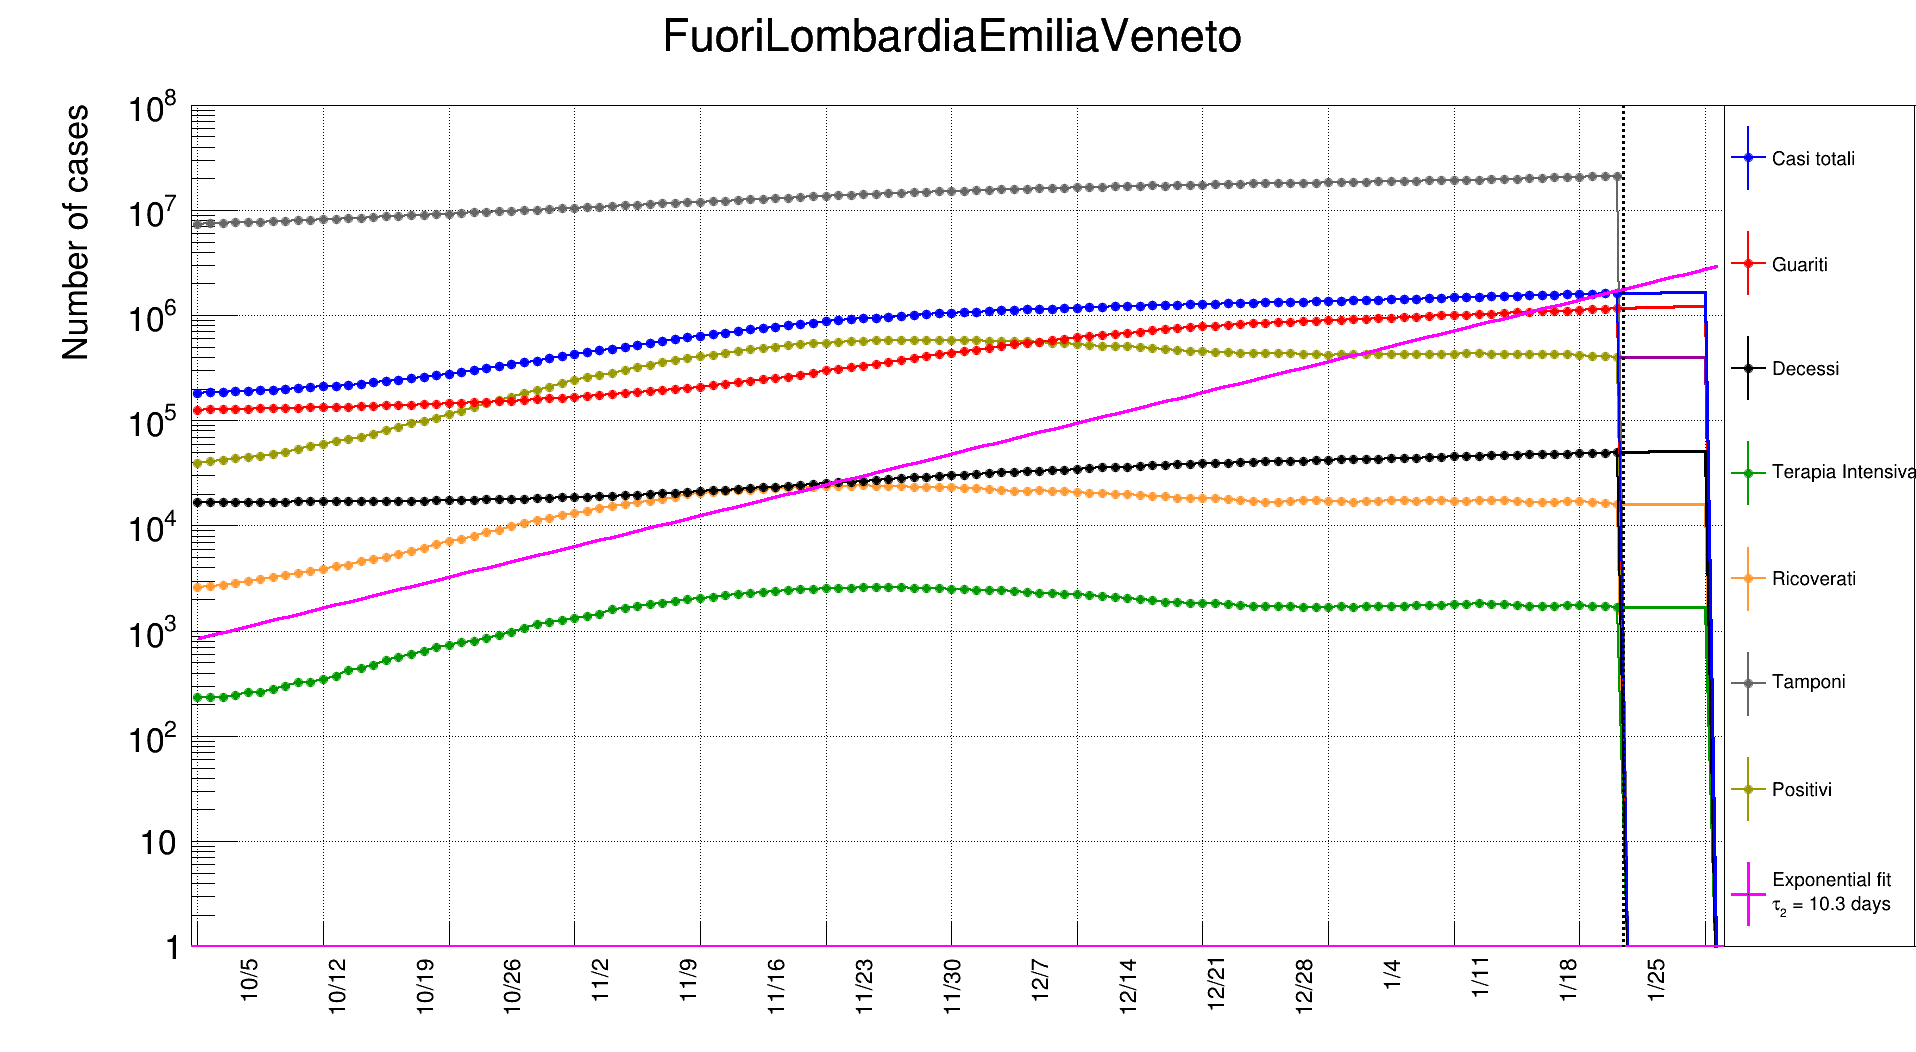 FuoriLombardiaEmiliaVeneto
Number of cases
10^8
10^7
10^6
10^5
10^4
10^3
10^2
10
1
10/5 10/12 10/19 10/26 11/2 11/9 11/16 11/23 11/30 12/7 12/14 12/21 12/28 1/4 1/11 1/18 1/25
Casi totali
Guariti
Decessi
Terapia Intensiva
Ricoverati
Tamponi
Positivi
Exponential fit
τ₂ = 10.3 days